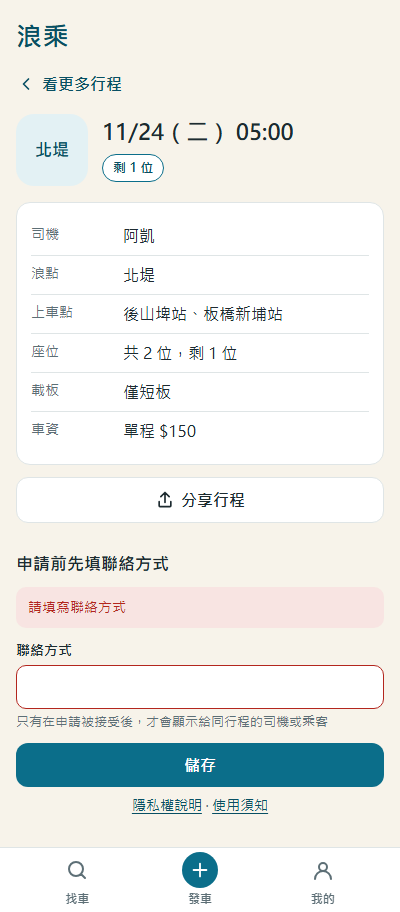 浪乘
看更多行程
北堤
11/24（二）05:00
剩 1 位
司機 阿凱
浪點 北堤
上車點 後山埤站、板橋新埔站
座位 共 2 位，剩 1 位
載板 僅短板
車資 單程 $150
分享行程
申請前先填聯絡方式
請填寫聯絡方式
聯絡方式
只有在申請被接受後，才會顯示給同行程的司機或乘客
儲存
隱私權說明 · 使用須知
找車 發車 我的